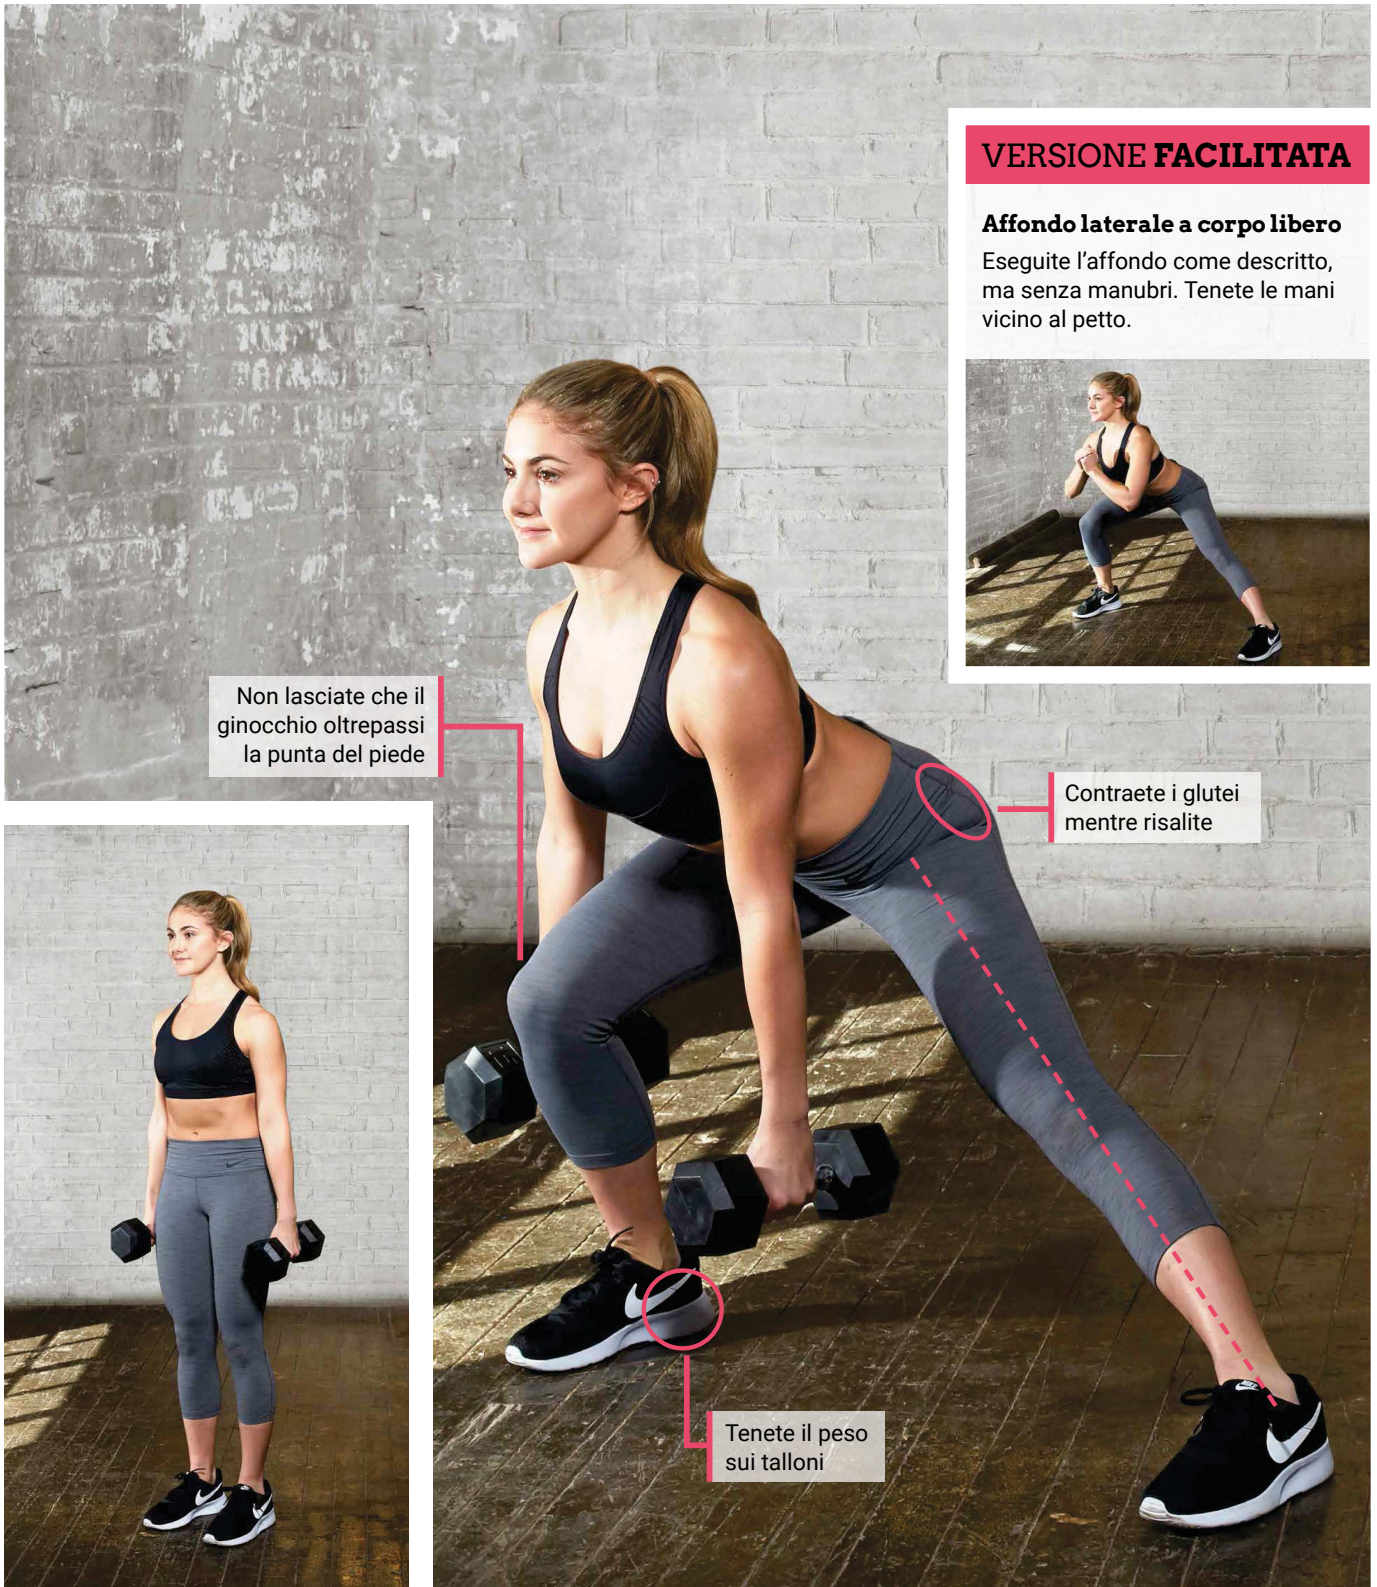 VERSIONE FACILITATA
Affondo laterale a corpo libero
Eseguite l’affondo come descritto,
ma senza manubri. Tenete le mani
vicino al petto.
Non lasciate che il
ginocchio oltrepassi
la punta del piede
Contraete i glutei
mentre risalite
Tenete il peso
sui talloni